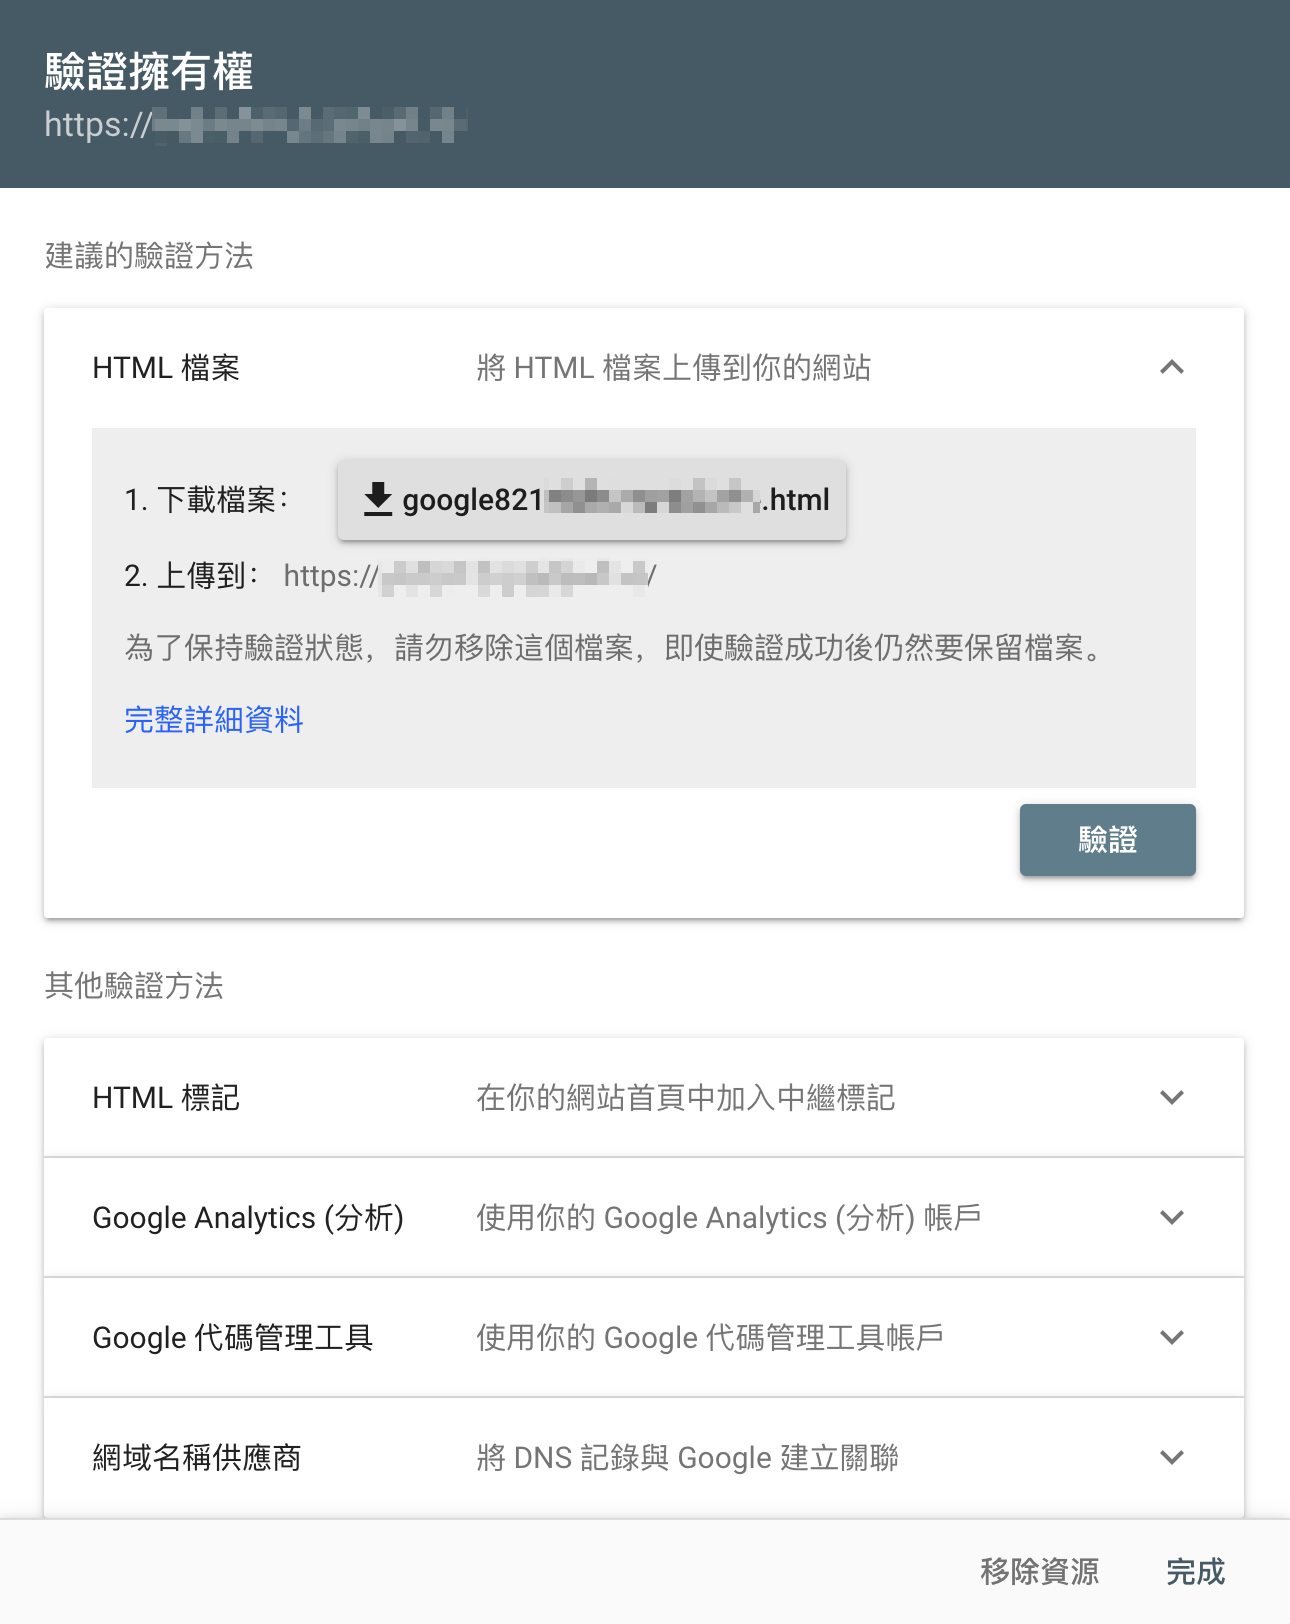 驗證擁有權
https://
建議的驗證方法
HTML 檔案
將 HTML 檔案上傳到你的網站
1. 下載檔案：
google821 .html
2. 上傳到： https:// /
為了保持驗證狀態，請勿移除這個檔案，即使驗證成功後仍然要保留檔案。
完整詳細資料
驗證
其他驗證方法
HTML 標記
在你的網站首頁中加入中繼標記
Google Analytics (分析)
使用你的 Google Analytics (分析) 帳戶
Google 代碼管理工具
使用你的 Google 代碼管理工具帳戶
網域名稱供應商
將 DNS 記錄與 Google 建立關聯
移除資源
完成